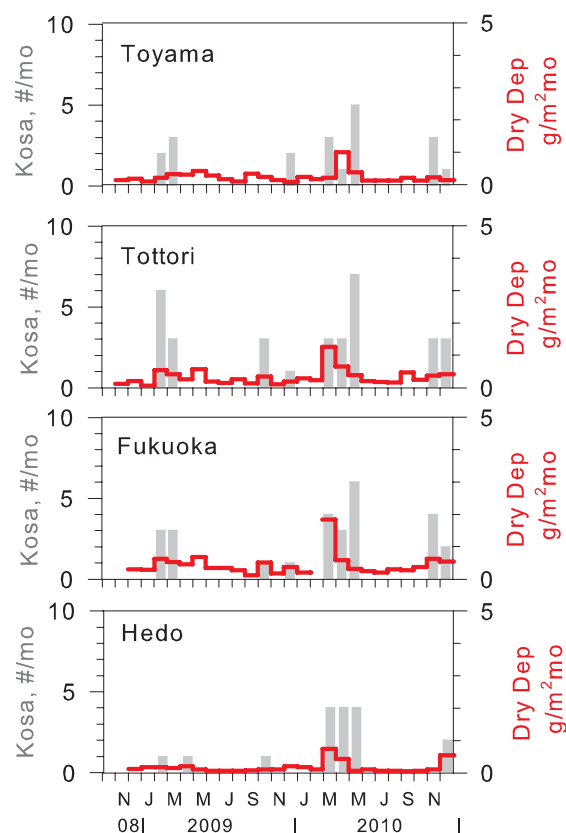 10
5
0
Kosa, #/mo
Toyama
5
0
Dry Dep
g/m²mo
10
5
0
Kosa, #/mo
Tottori
5
0
Dry Dep
g/m²mo
10
5
0
Kosa, #/mo
Fukuoka
5
0
Dry Dep
g/m²mo
10
5
0
Kosa, #/mo
Hedo
5
0
Dry Dep
g/m²mo
N J M M J S N J M M J S N
08 2009 2010